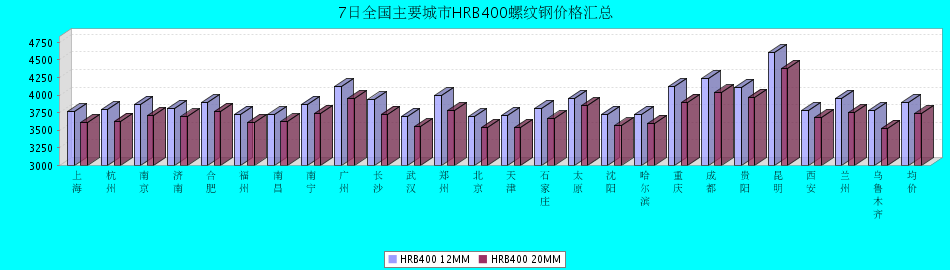 7日全国主要城市HRB400螺纹钢价格汇总
4750
4500
4250
4000
3750
3500
3250
3000
上海
杭州
南京
济南
合肥
福州
南昌
南宁
广州
长沙
武汉
郑州
北京
天津
石家庄
太原
沈阳
哈尔滨
重庆
成都
贵阳
昆明
西安
兰州
乌鲁木齐
均价
HRB400 12MM
HRB400 20MM